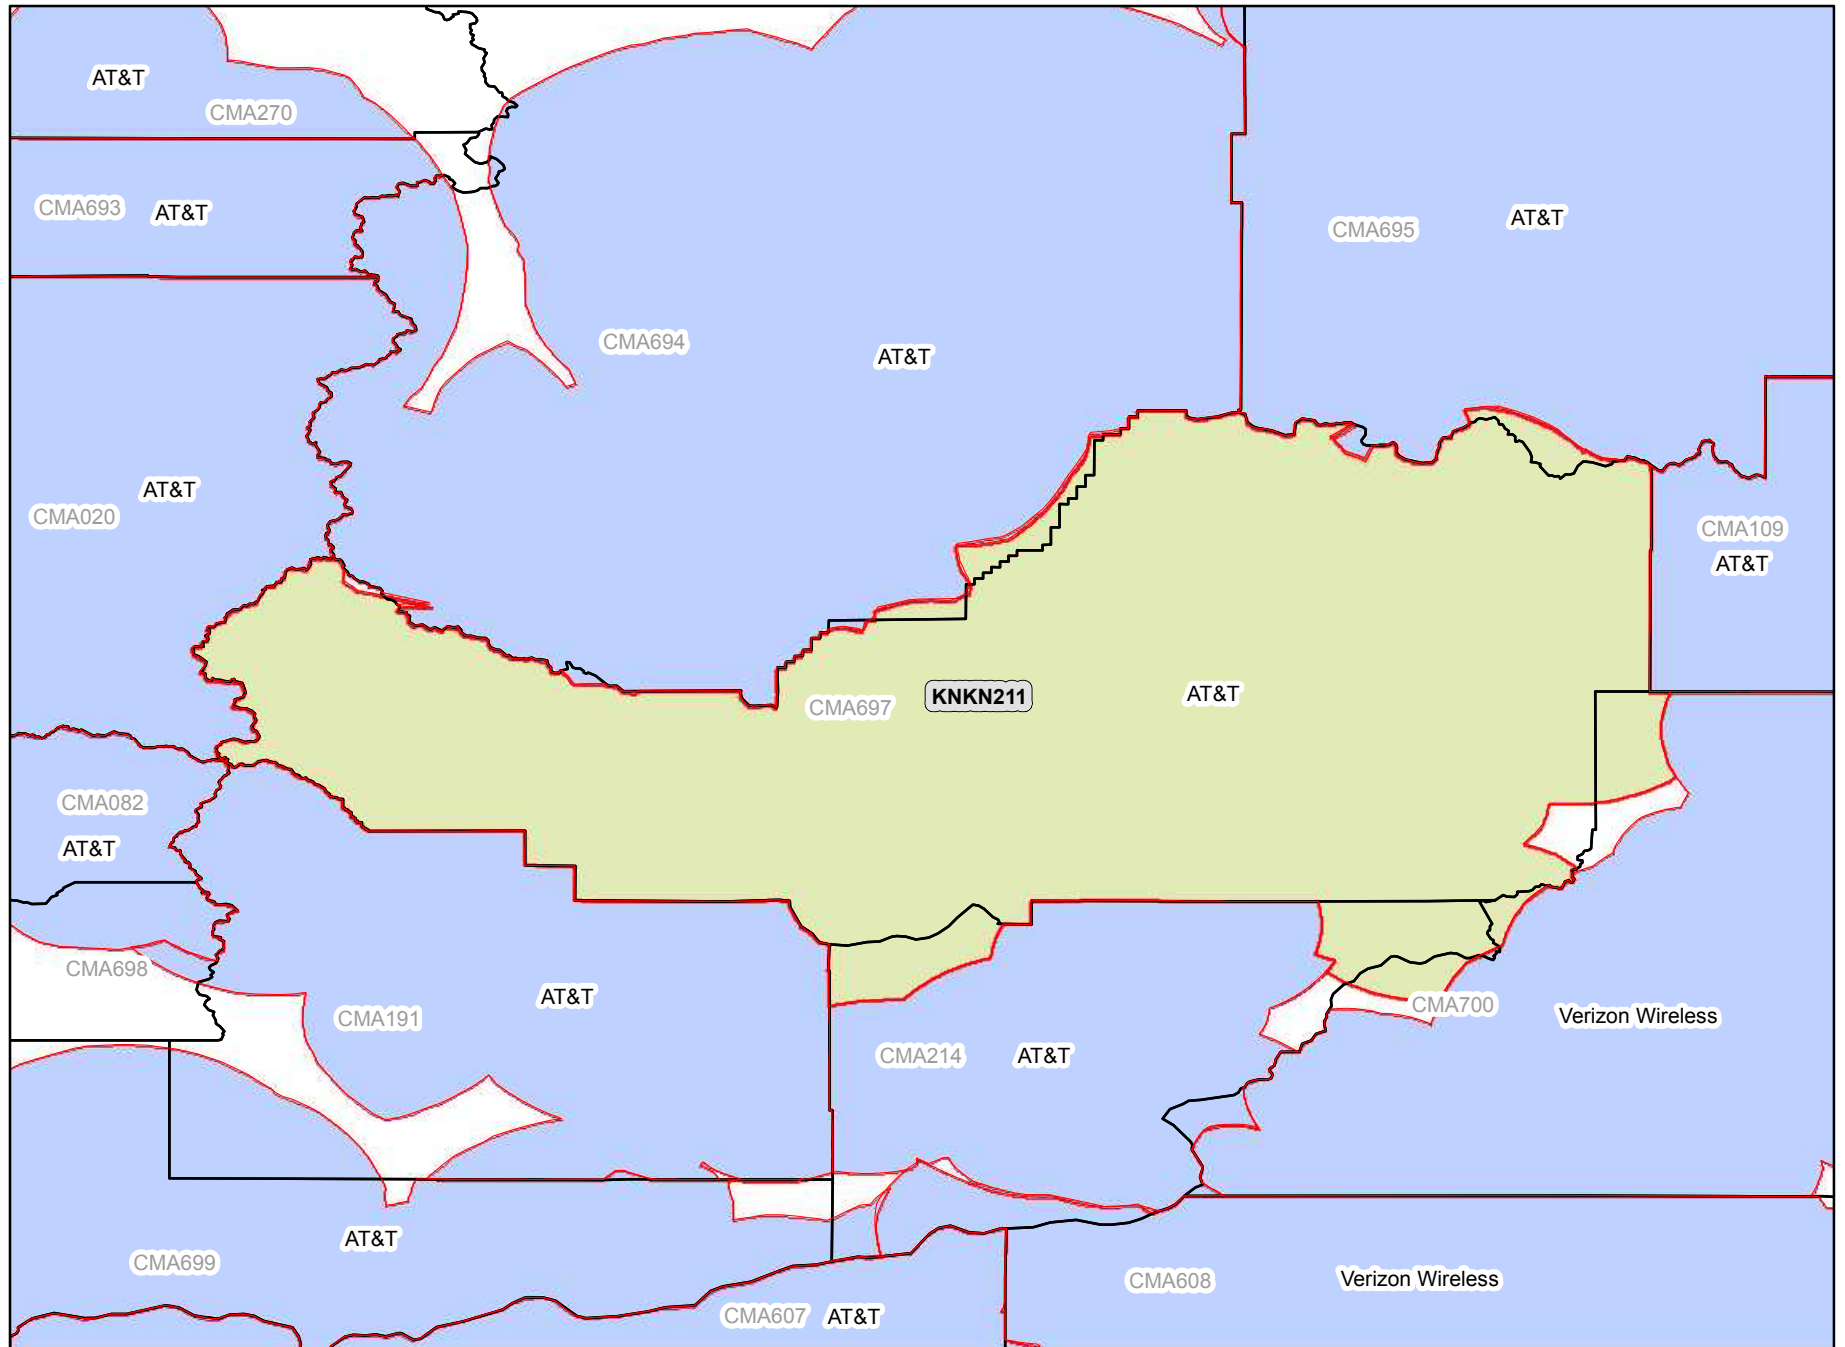 AT&T
CMA270
CMA693 AT&T
CMA695 AT&T
CMA694 AT&T
AT&T
CMA020
CMA109
AT&T
CMA697 KNKN211 AT&T
CMA082
AT&T
CMA698
CMA191 AT&T
CMA700 Verizon Wireless
CMA214 AT&T
AT&T
CMA699
CMA608 Verizon Wireless
CMA607 AT&T